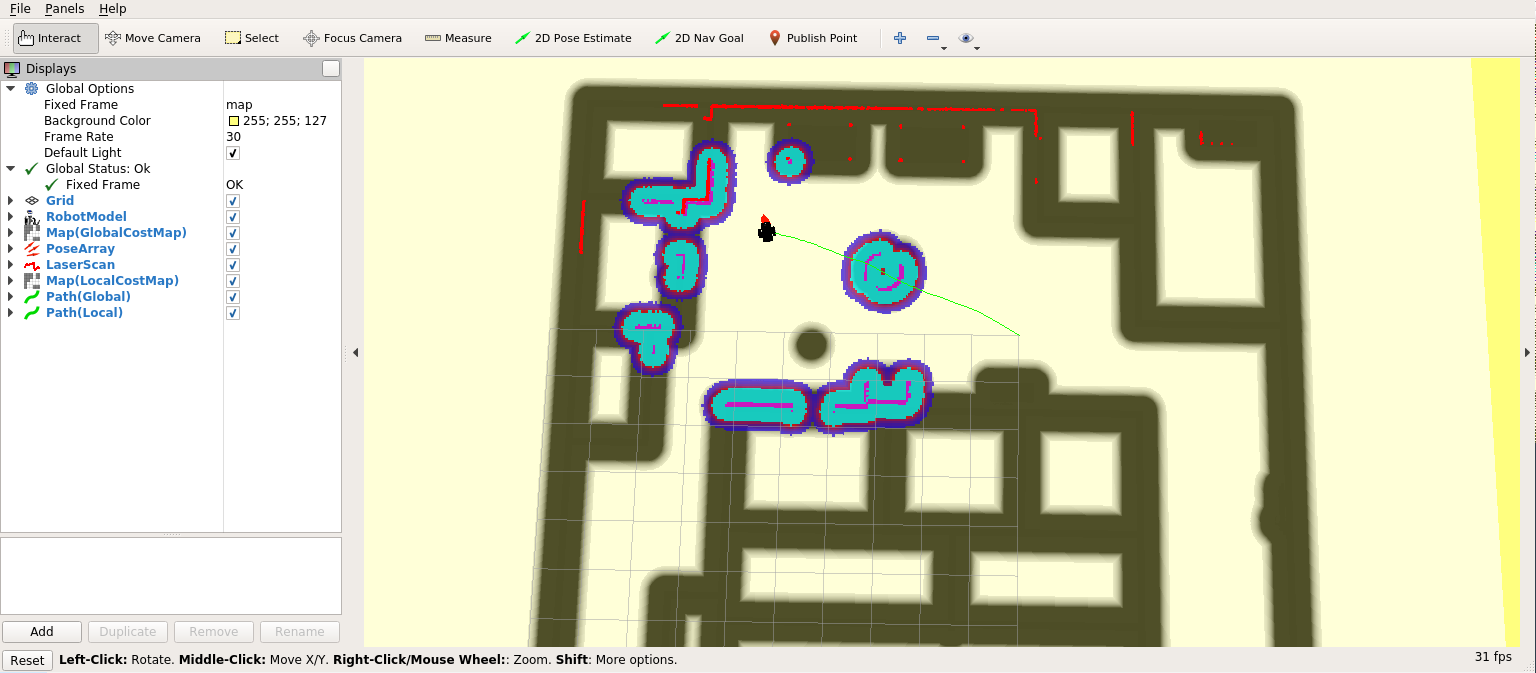 File Panels Help
Interact Move Camera Select Focus Camera Measure 2D Pose Estimate 2D Nav Goal Publish Point
Displays
Global Options
Fixed Frame map
Background Color 255; 255; 127
Frame Rate 30
Default Light
Global Status: Ok
Fixed Frame OK
Grid
RobotModel
Map(GlobalCostMap)
PoseArray
LaserScan
Map(LocalCostMap)
Path(Global)
Path(Local)
Add Duplicate Remove Rename
Reset Left-Click: Rotate. Middle-Click: Move X/Y. Right-Click/Mouse Wheel:: Zoom. Shift: More options. 31 fps